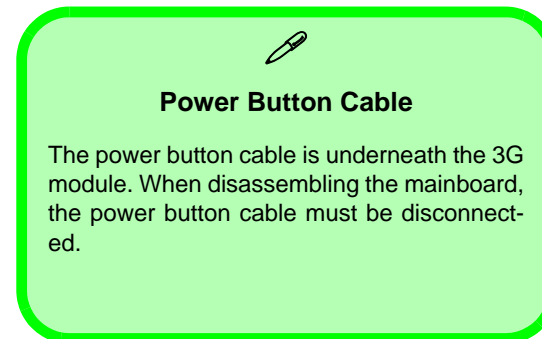 Power Button Cable
The power button cable is underneath the 3G
module. When disassembling the mainboard,
the power button cable must be disconnect-
ed.